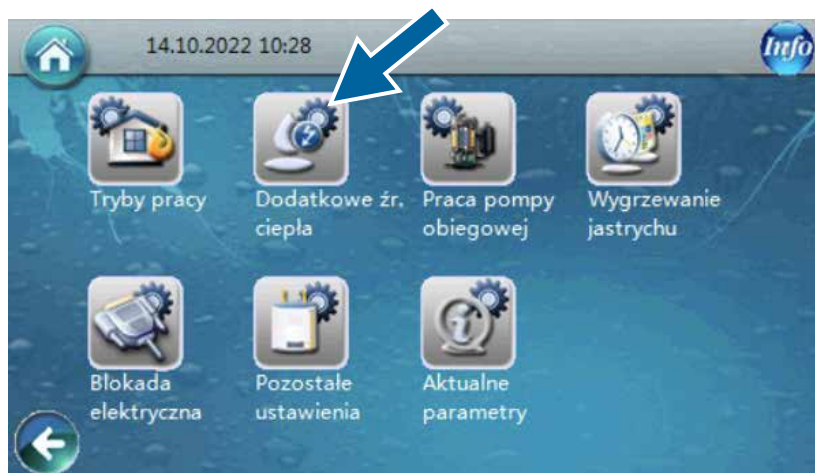 14.10.2022 10:28
Info
Tryby pracy
Dodatkowe źr.
ciepła
Praca pompy
obiegowej
Wygrzewanie
jastrychu
Blokada
elektryczna
Pozostałe
ustawienia
Aktualne
parametry